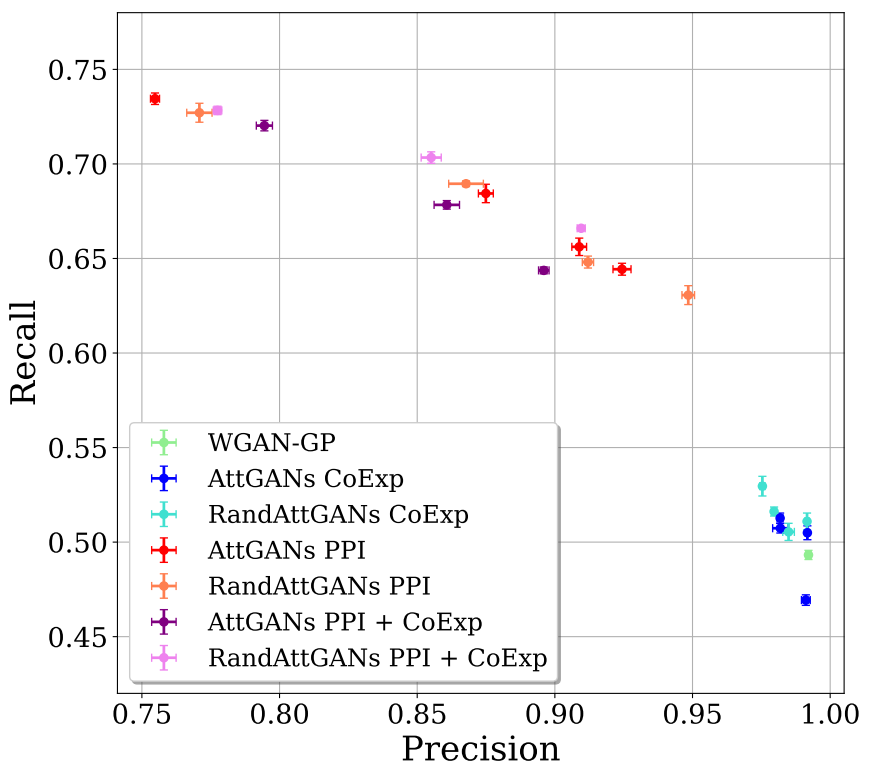 0.75
0.70
0.65
0.60
0.55
0.50
0.45
Recall
WGAN-GP
AttGANs CoExp
RandAttGANs CoExp
AttGANs PPI
RandAttGANs PPI
AttGANs PPI + CoExp
RandAttGANs PPI + CoExp
0.75 0.80 0.85 0.90 0.95 1.00
Precision